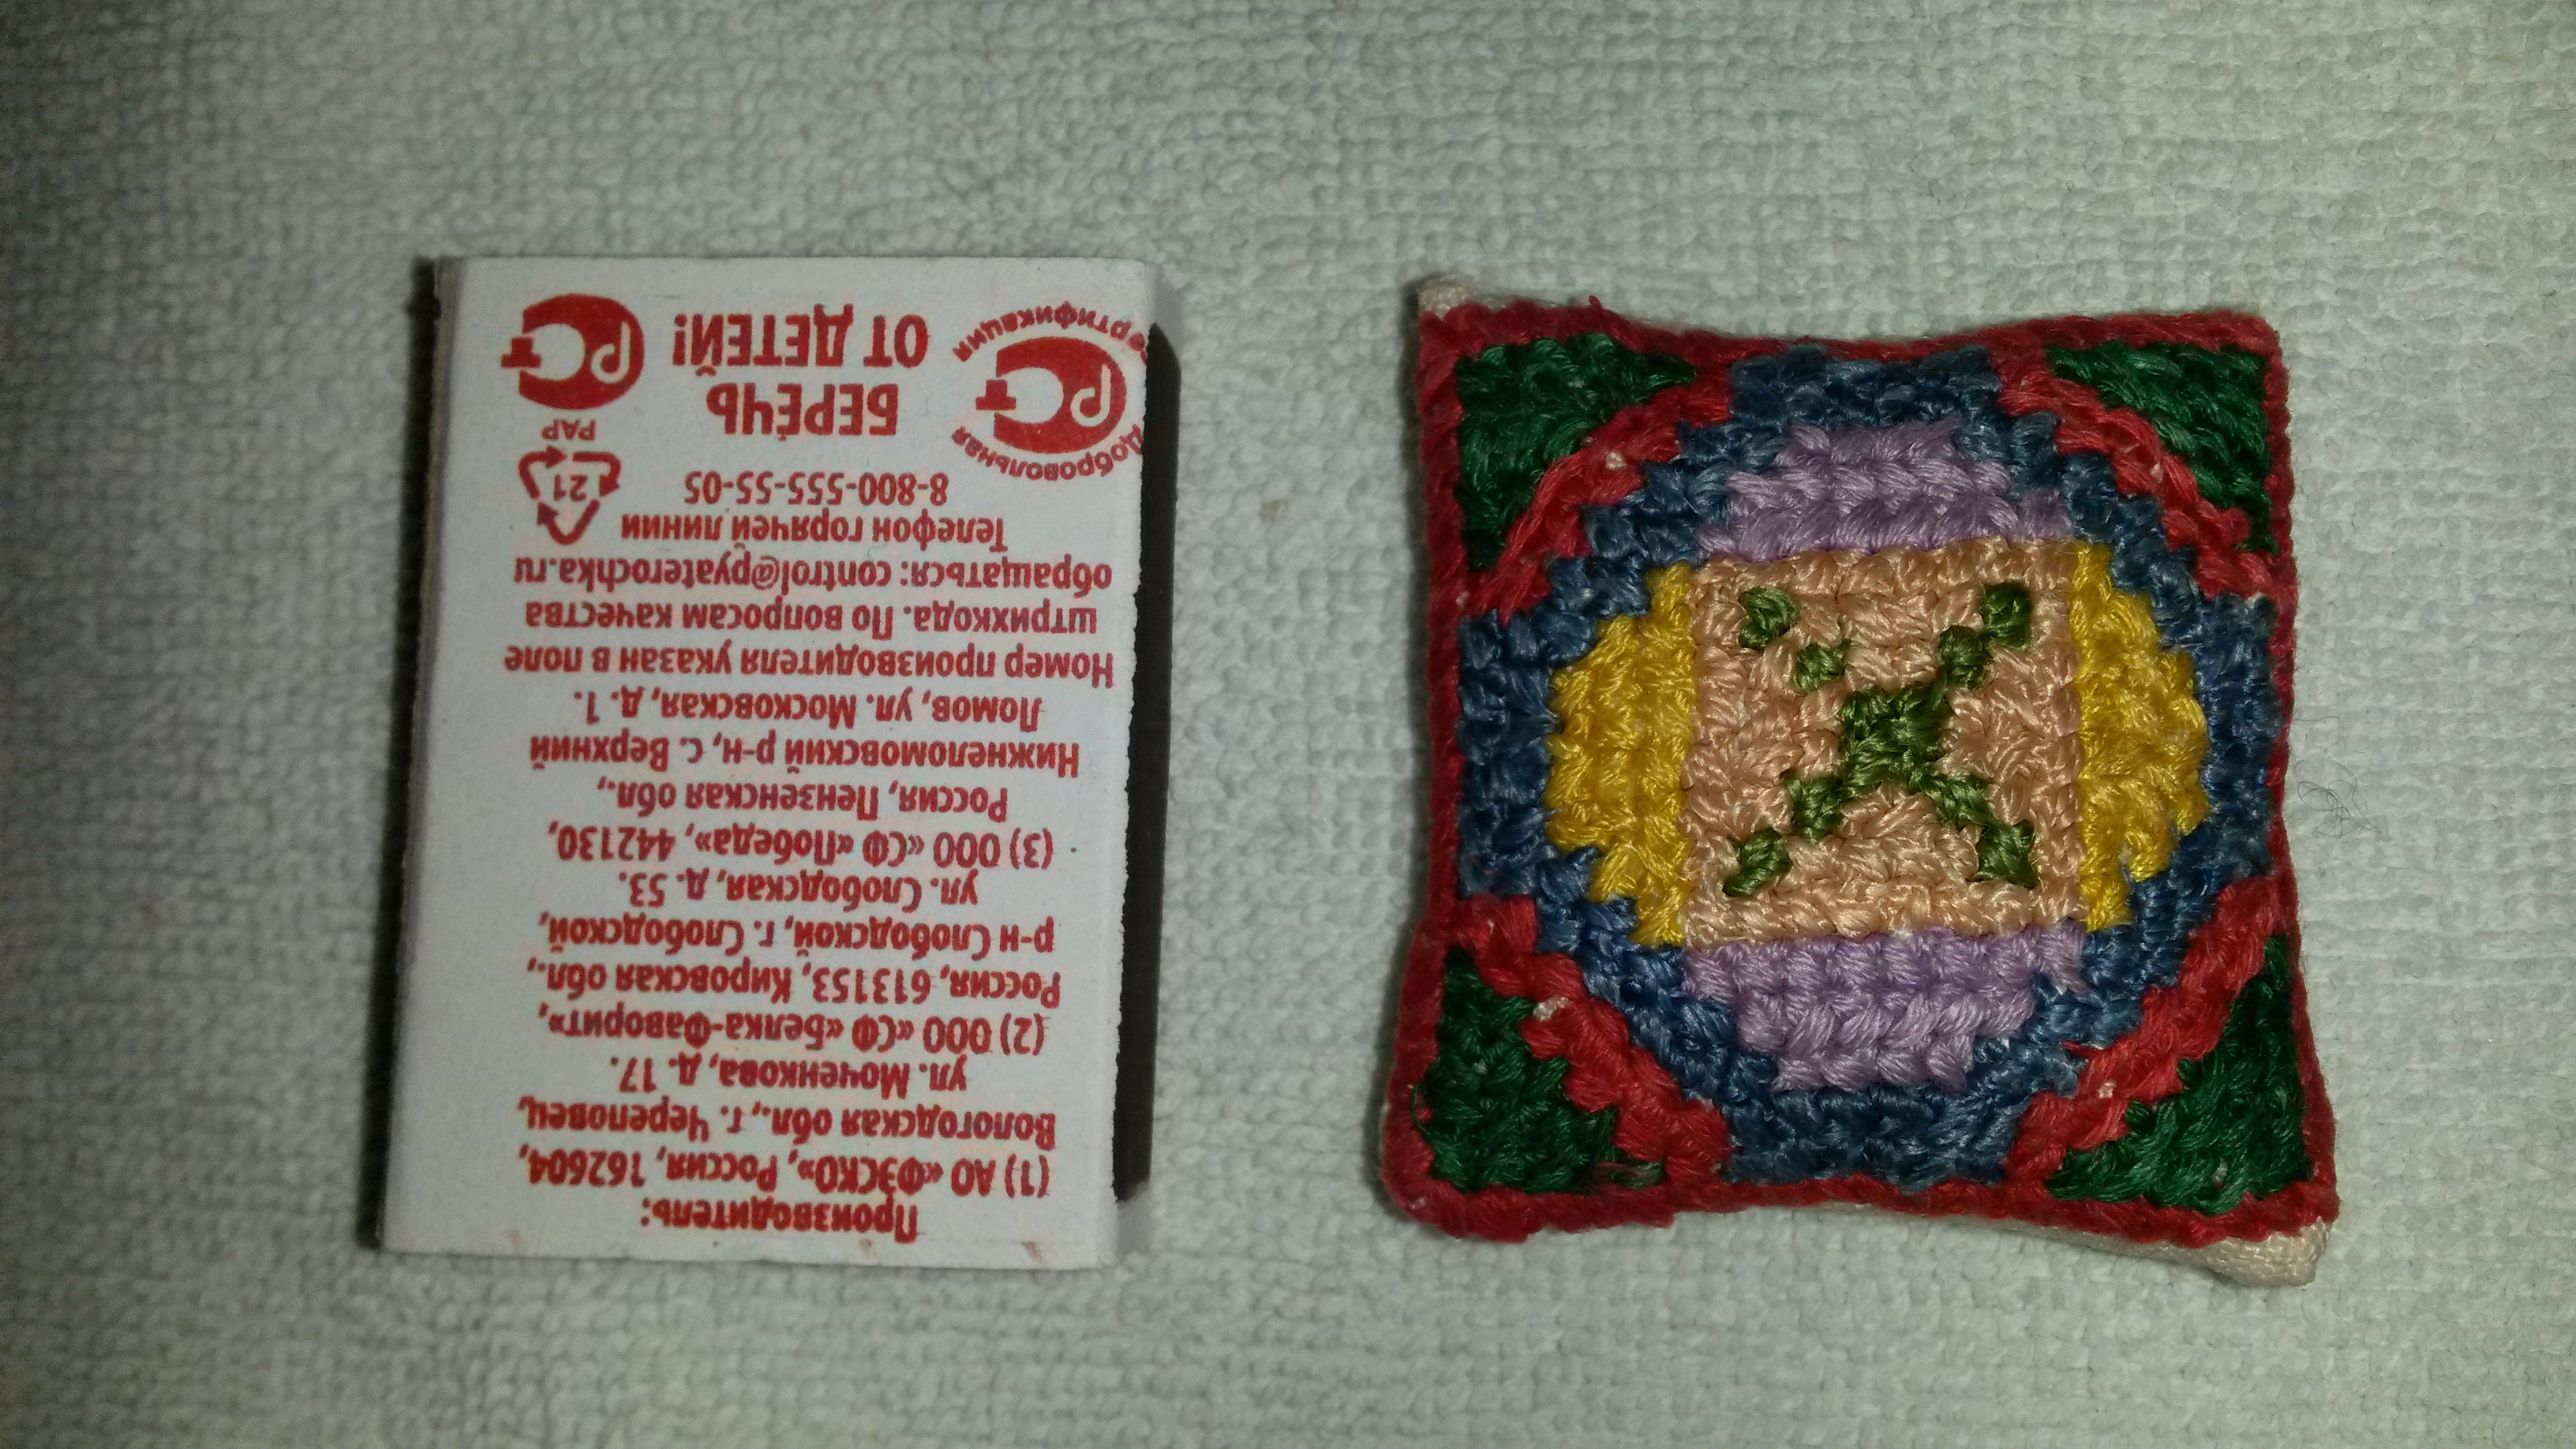 Производитель:
(1) АО «ФЭСКО», Россия, 162604,
Вологодская обл., г. Череповец,
ул. Моченкова, д. 17.
(2) ООО «СФ «Белка-Фаворит»,
Россия, 613153, Кировская обл.,
р-н Слободской, г. Слободской,
ул. Слободская, д. 53.
(3) ООО «СФ «Победа», 442130,
Россия, Пензенская обл.,
Нижнеломовский р-н, с. Верхний
Ломов, ул. Московская, д. 1.
Номер производителя указан в поле
штрихкода. По вопросам качества
обращаться: control@pyaterochka.ru
Телефон горячей линии
8-800-555-55-05
21
PAP
Добровольная
РСТ
сертификация
БЕРЕЧЬ
ОТ ДЕТЕЙ!
РСТ